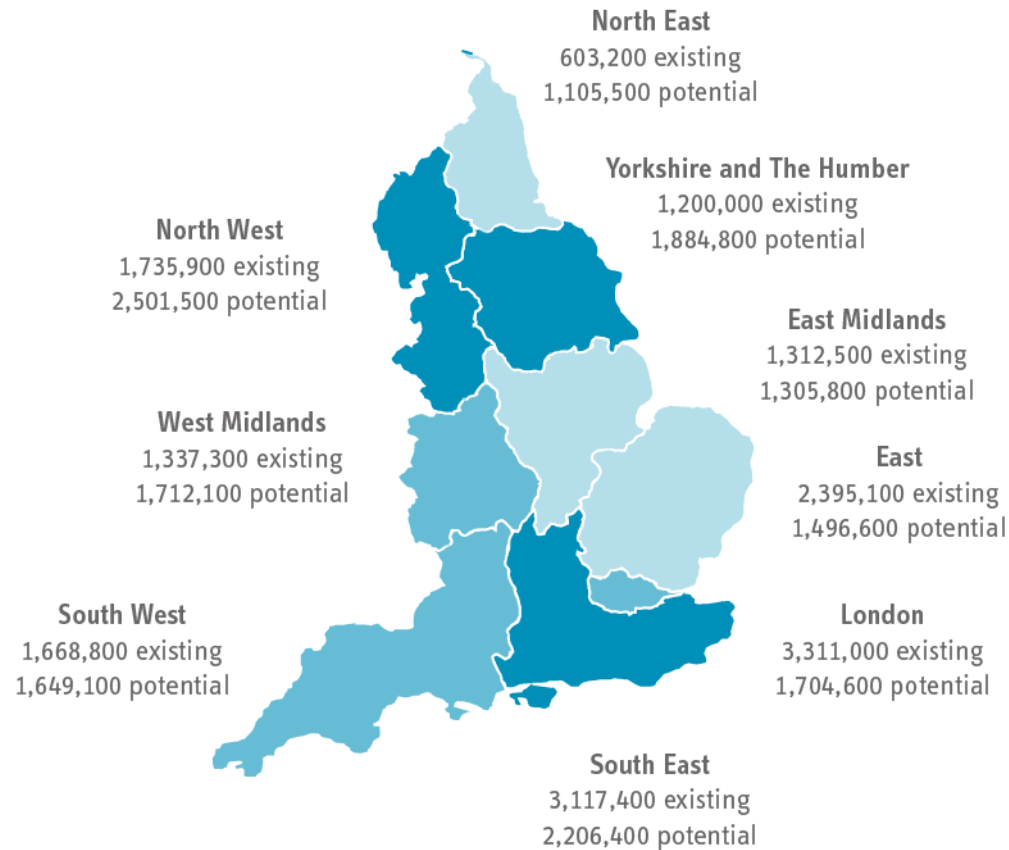 North East
603,200 existing
1,105,500 potential
Yorkshire and The Humber
1,200,000 existing
1,884,800 potential
North West
1,735,900 existing
2,501,500 potential
East Midlands
1,312,500 existing
1,305,800 potential
West Midlands
1,337,300 existing
1,712,100 potential
East
2,395,100 existing
1,496,600 potential
South West
1,668,800 existing
1,649,100 potential
London
3,311,000 existing
1,704,600 potential
South East
3,117,400 existing
2,206,400 potential